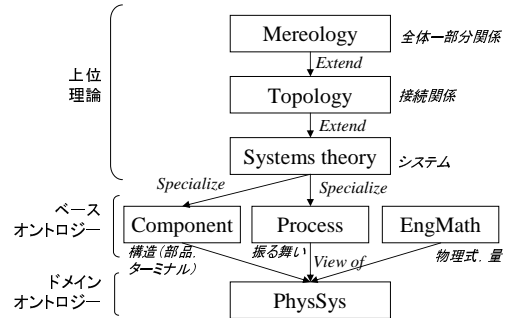 Mereology
全体一部分関係
Extend
上位
理論
Topology
接続関係
Extend
Systems theory
システム
Specialize
Specialize
ベース
オントロジー
Component
Process
EngMath
構造(部品,
ターミナル)
振る舞い
View of
物理式, 量
ドメイン
オントロジー
PhysSys